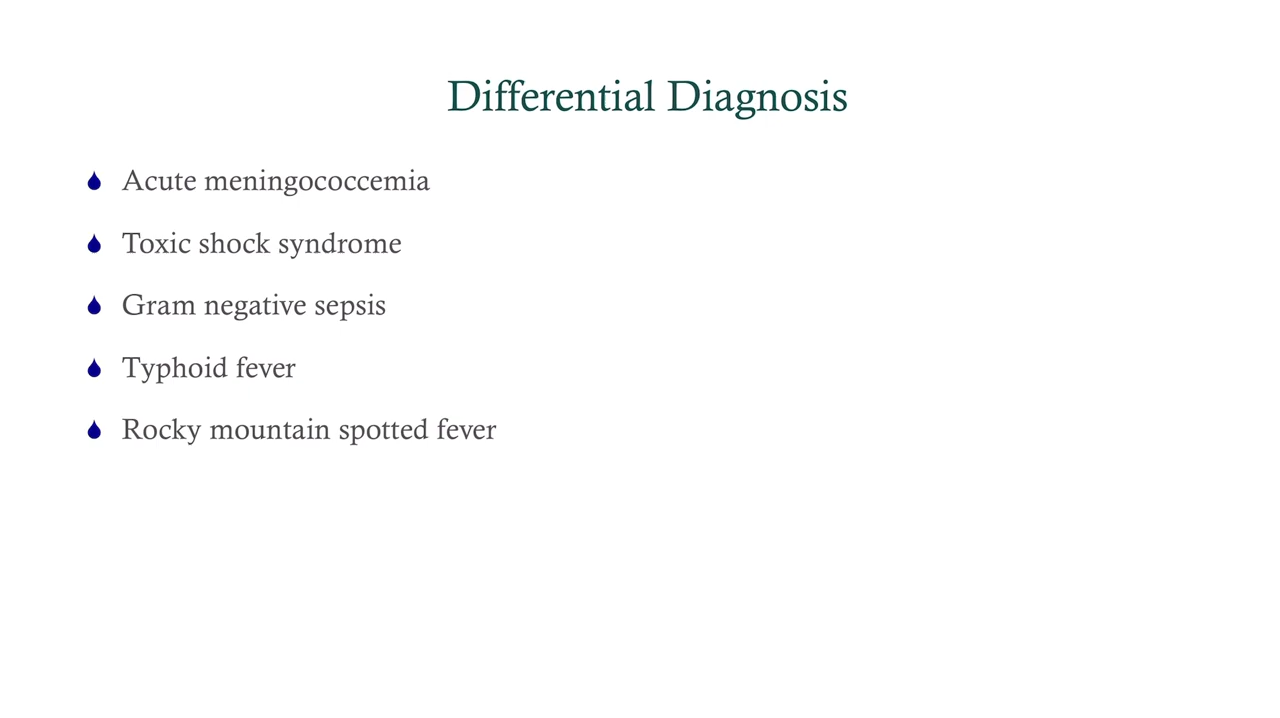 Differential Diagnosis
Acute meningococcemia
Toxic shock syndrome
Gram negative sepsis
Typhoid fever
Rocky mountain spotted fever